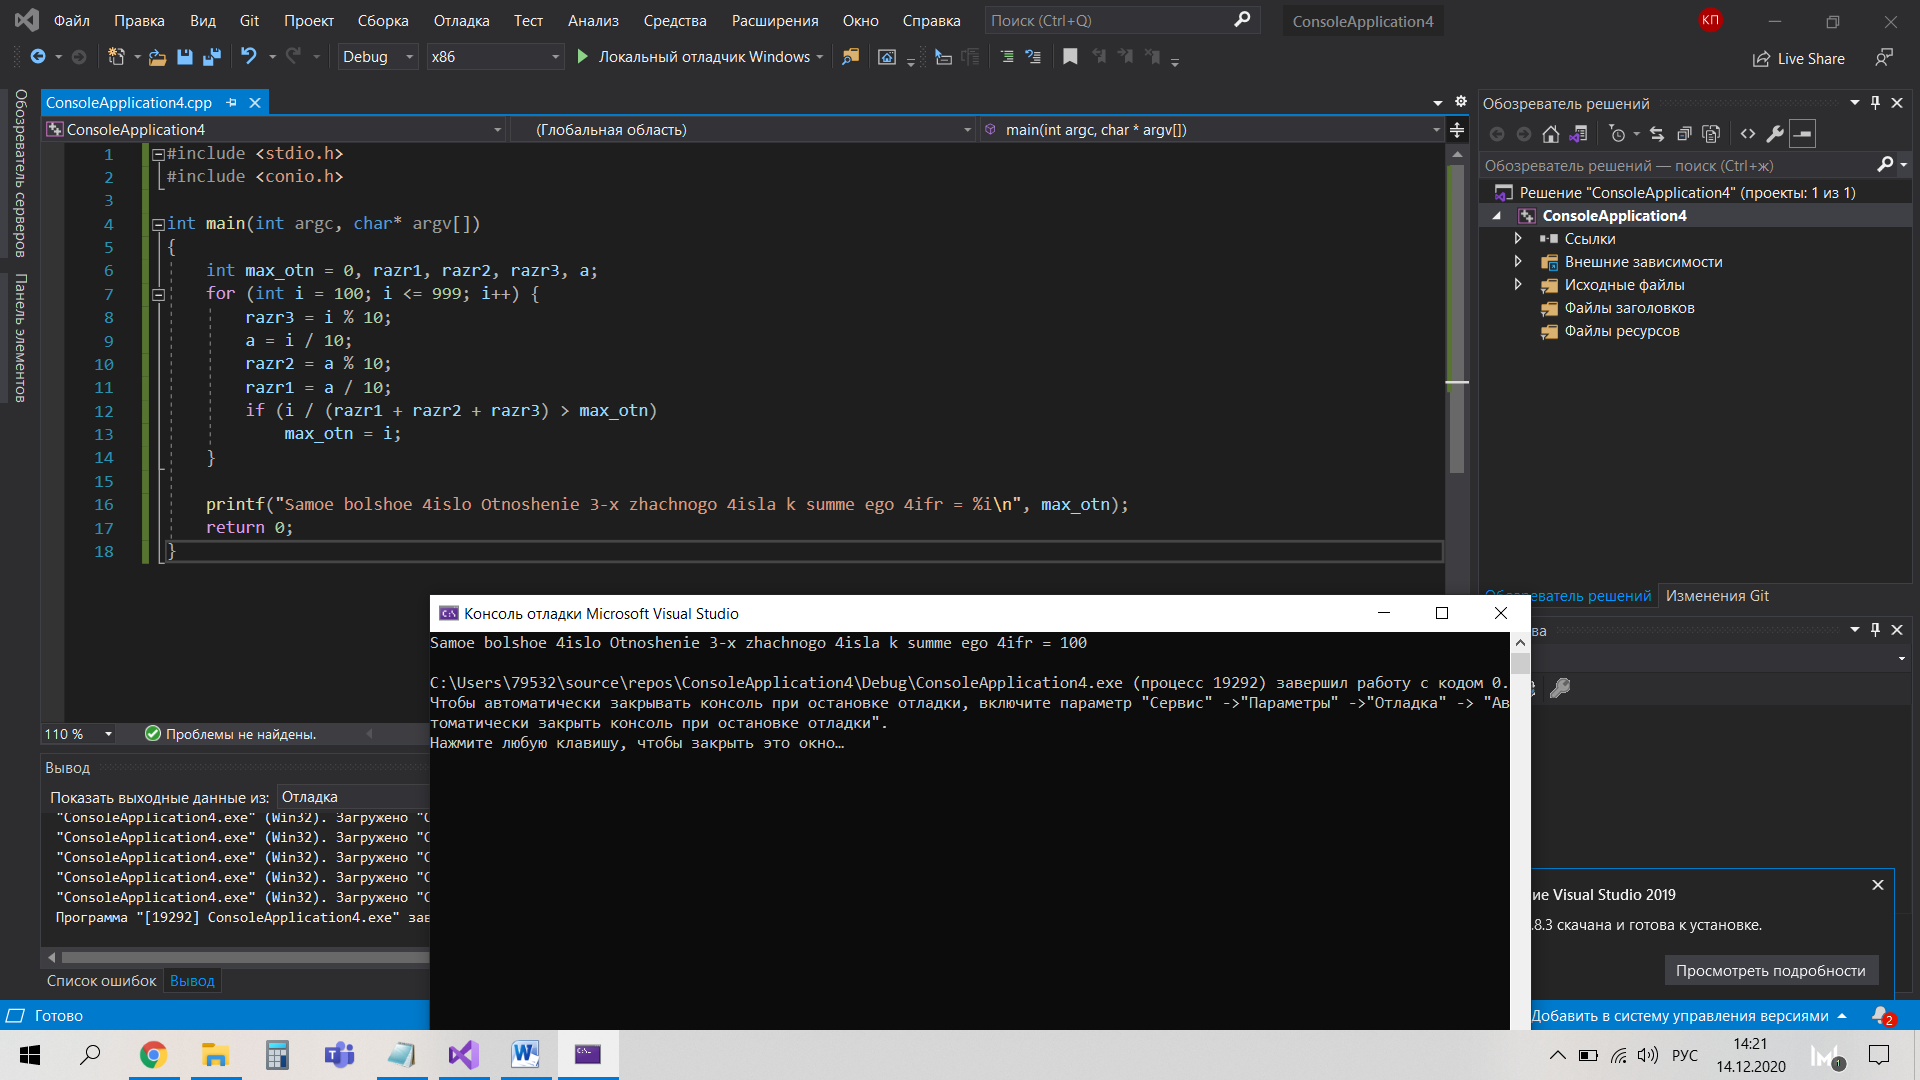 Файл Правка Вид Git Проект Сборка Отладка Тест Анализ Средства Расширения Окно Справка Поиск (Ctrl+Q) ConsoleApplication4 КП
Debug x86 Локальный отладчик Windows Live Share
Обозреватель серверов
Панель элементов
ConsoleApplication4.cpp
ConsoleApplication4 (Глобальная область) main(int argc, char * argv[])
1 #include <stdio.h>
2 #include <conio.h>
3
4 int main(int argc, char* argv[])
5 {
6 int max_otn = 0, razr1, razr2, razr3, a;
7 for (int i = 100; i <= 999; i++) {
8 razr3 = i % 10;
9 a = i / 10;
10 razr2 = a % 10;
11 razr1 = a / 10;
12 if (i / (razr1 + razr2 + razr3) > max_otn)
13 max_otn = i;
14 }
15
16 printf("Samoe bolshoe 4islo Otnoshenie 3-x zhachnogo 4isla k summe ego 4ifr = %i\n", max_otn);
17 return 0;
18 }
110 % Проблемы не найдены.
Вывод
Показать выходные данные из: Отладка
"ConsoleApplication4.exe" (Win32). Загружено "C
"ConsoleApplication4.exe" (Win32). Загружено "C
"ConsoleApplication4.exe" (Win32). Загружено "C
"ConsoleApplication4.exe" (Win32). Загружено "C
"ConsoleApplication4.exe" (Win32). Загружено "C
Программа "[19292] ConsoleApplication4.exe" зав
Список ошибок Вывод
Консоль отладки Microsoft Visual Studio
Samoe bolshoe 4islo Otnoshenie 3-x zhachnogo 4isla k summe ego 4ifr = 100
C:\Users\79532\source\repos\ConsoleApplication4\Debug\ConsoleApplication4.exe (процесс 19292) завершил работу с кодом 0.
Чтобы автоматически закрывать консоль при остановке отладки, включите параметр "Сервис" ->"Параметры" ->"Отладка" -> "Ав
томатически закрыть консоль при остановке отладки".
Нажмите любую клавишу, чтобы закрыть это окно…
Обозреватель решений
Обозреватель решений — поиск (Ctrl+ж)
Решение "ConsoleApplication4" (проекты: 1 из 1)
ConsoleApplication4
Ссылки
Внешние зависимости
Исходные файлы
Файлы заголовков
Файлы ресурсов
Обозреватель решений Изменения Git
ва
ие Visual Studio 2019
.8.3 скачана и готова к установке.
Просмотреть подробности
Готово
Добавить в систему управления версиями 2
РУС 14:21
14.12.2020
1